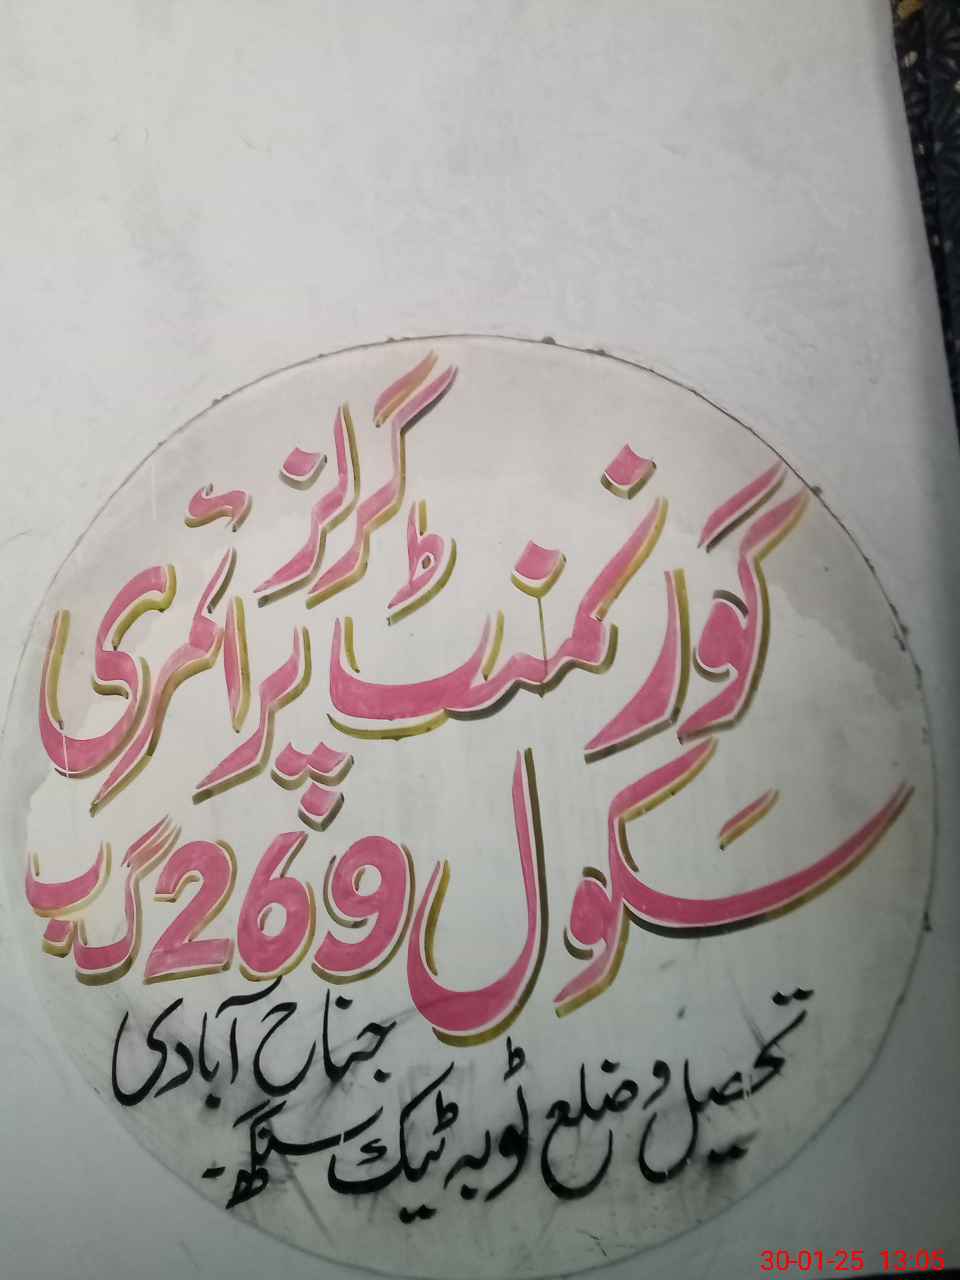 گورنمنٹ گرلز پرائمری
سکول 269 گ ب
جناح آبادی
تحصیل و ضلع ٹوبہ ٹیک سنگھ۔
30-01-25 13:05